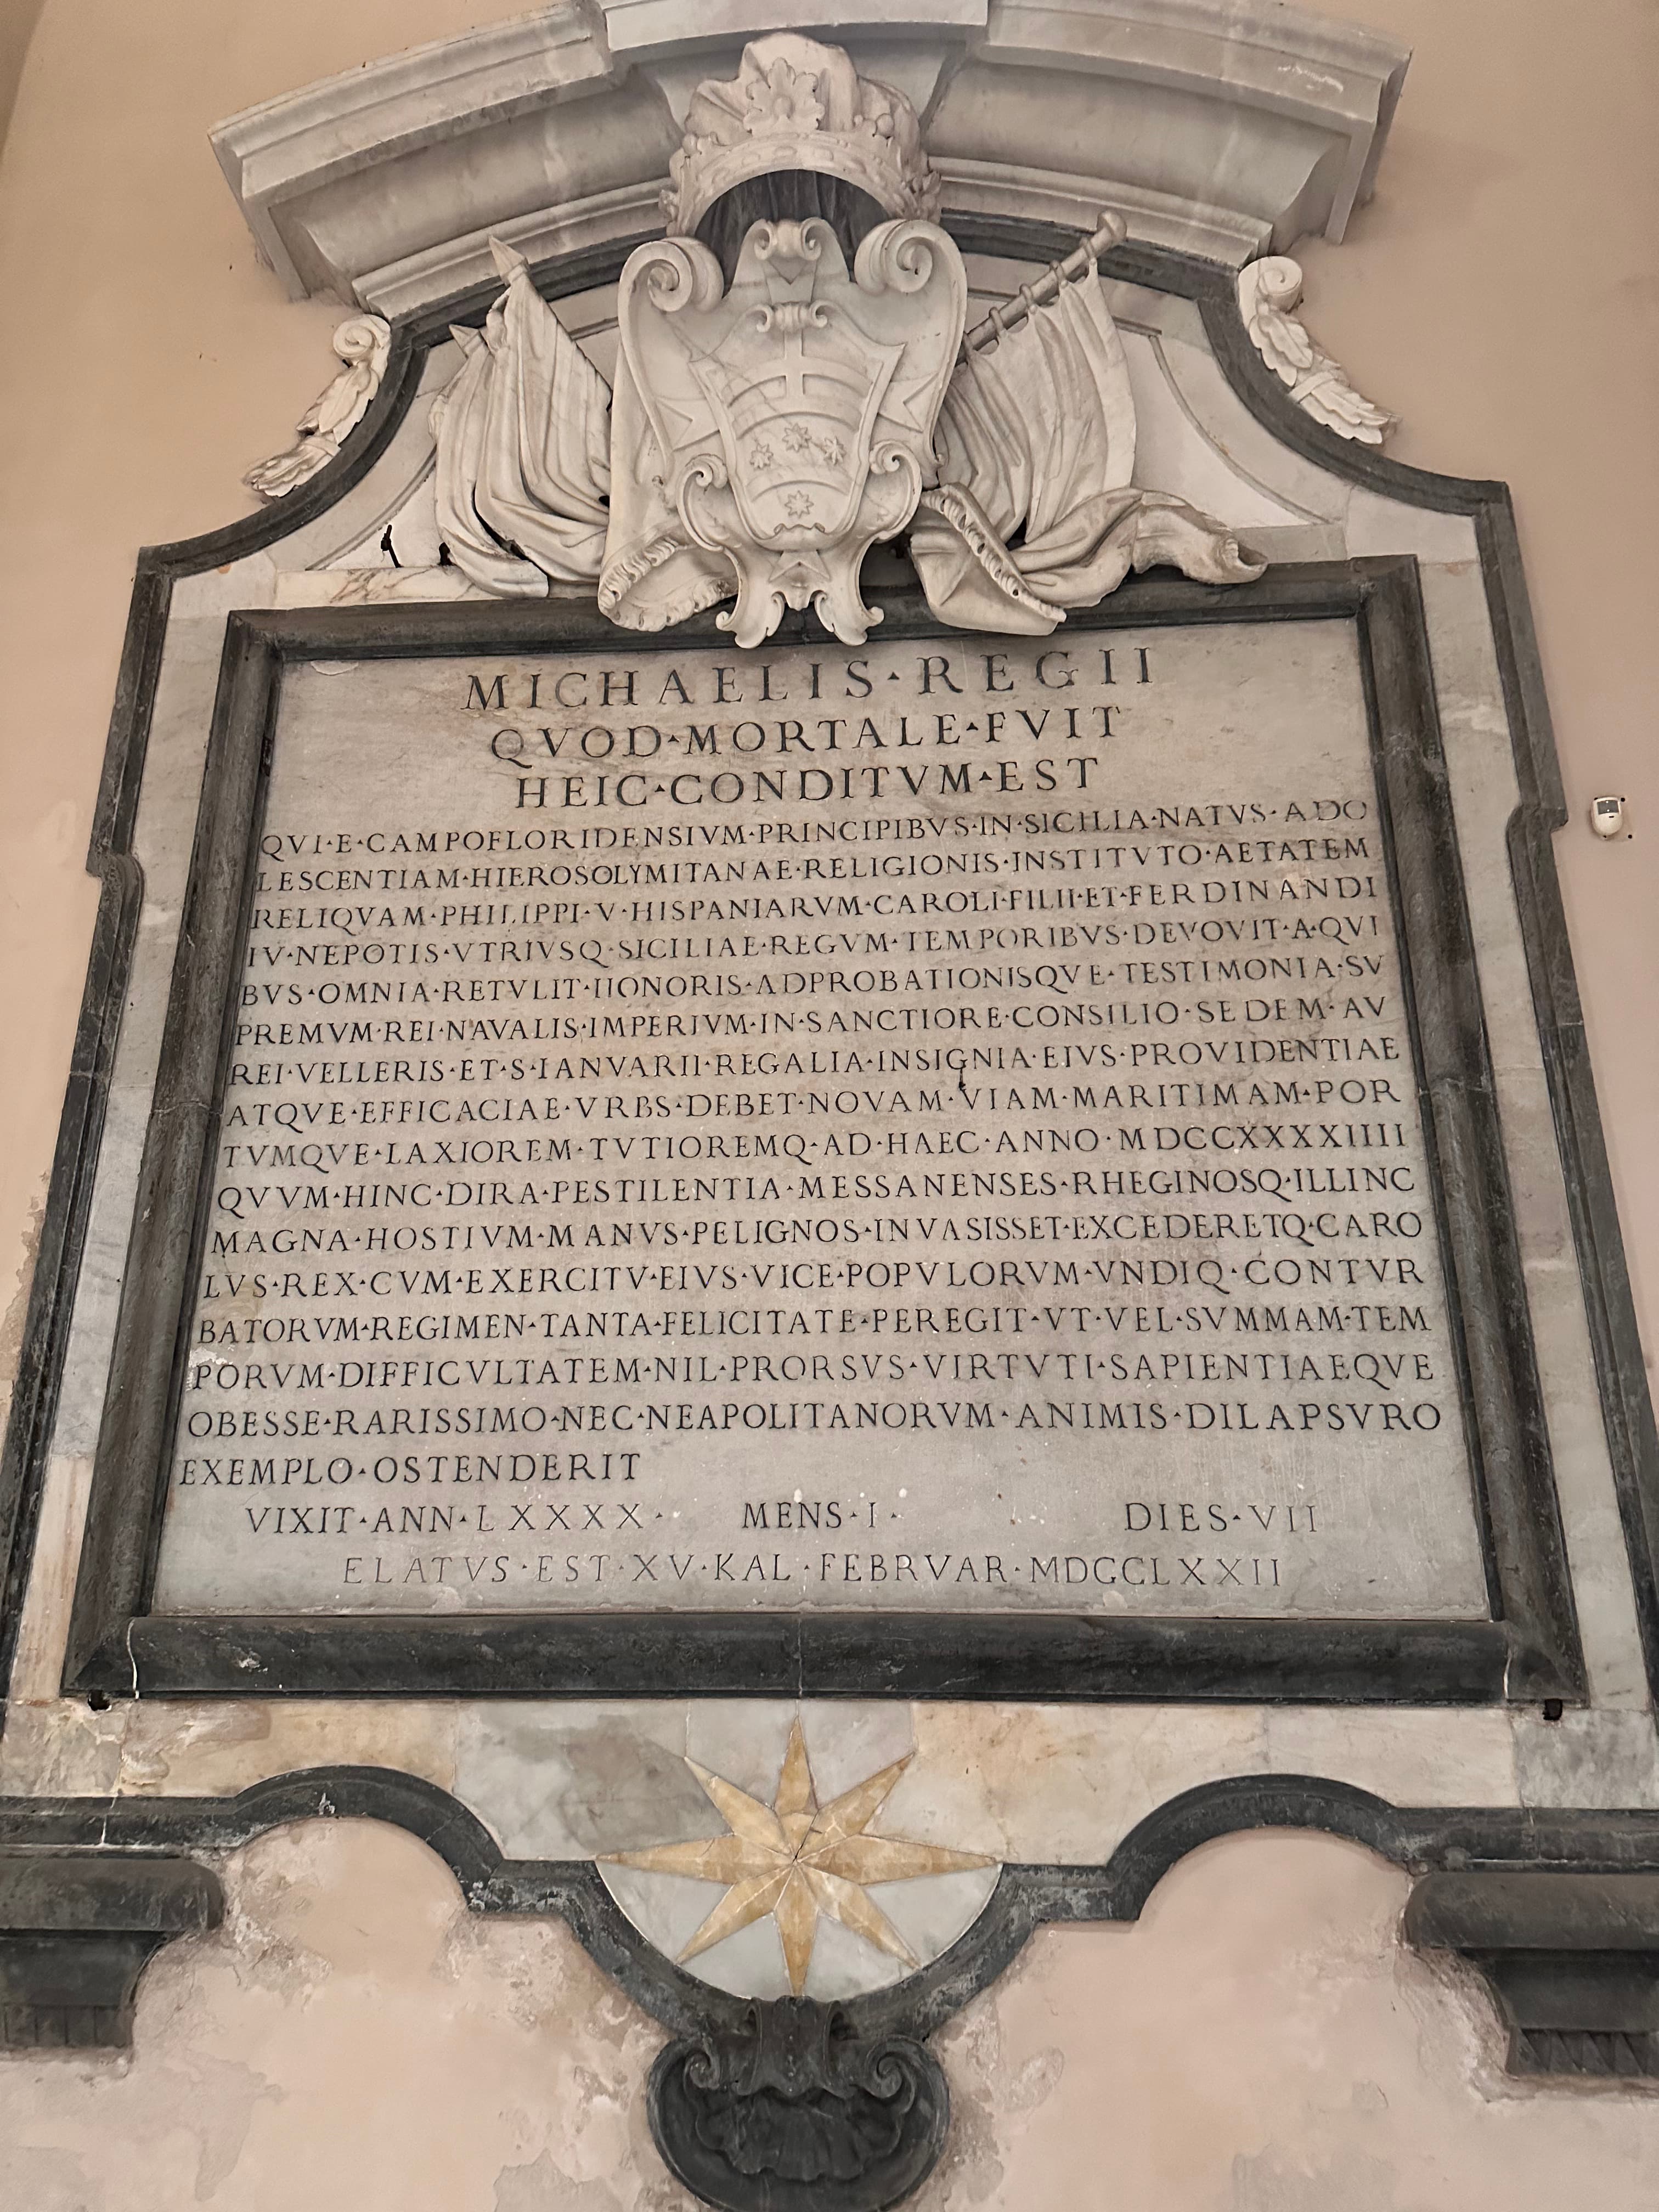 MICHAELIS·REGII
QVOD·MORTALE·FVIT
HEIC·CONDITVM·EST
QVI·E·CAMPOFLORIDENSIVM·PRINCIPIBVS·IN·SICILIA·NATVS·ADO
LESCENTIAM·HIEROSOLYMITANAE·RELIGIONIS·INSTITVTO·AETATEM
RELIQVAM·PHILIPPI·V·HISPANIARVM·CAROLI·FILII·ET·FERDINANDI
IV·NEPOTIS·VTRIVSQ·SICILIAE·REGVM·TEMPORIBVS·DEVOVIT·A·QVI
BVS·OMNIA·RETVLIT·HONORIS·ADPROBATIONISQVE·TESTIMONIA·SV
PREMVM·REI·NAVALIS·IMPERIVM·IN·SANCTIORE·CONSILIO·SEDEM·AV
REI·VELLERIS·ET·S·IANVARII·REGALIA·INSIGNIA·EIVS·PROVIDENTIAE
ATQVE·EFFICACIAE·VRBS·DEBET·NOVAM·VIAM·MARITIMAM·POR
TVMQVE·LAXIOREM·TVTIOREMQ·AD·HAEC·ANNO·MDCCXXXXIIII
QVVM·HINC·DIRA·PESTILENTIA·MESSANENSES·RHEGINOSQ·ILLINC
MAGNA·HOSTIVM·MANVS·PELIGNOS·INVASISSET·EXCEDERETQ·CARO
LVS·REX·CVM·EXERCITV·EIVS·VICE·POPVLORVM·VNDIQ·CONTVR
BATORVM·REGIMEN·TANTA·FELICITATE·PEREGIT·VT·VEL·SVMMAM·TEM
PORVM·DIFFICVLTATEM·NIL·PRORSVS·VIRTVTI·SAPIENTIAEQVE
OBESSE·RARISSIMO·NEC·NEAPOLITANORVM·ANIMIS·DILAPSVRO
EXEMPLO·OSTENDERIT
VIXIT·ANN·LXXXX· MENS·I· DIES·VII
ELATVS·EST·XV·KAL·FEBRVAR·MDCCLXXII